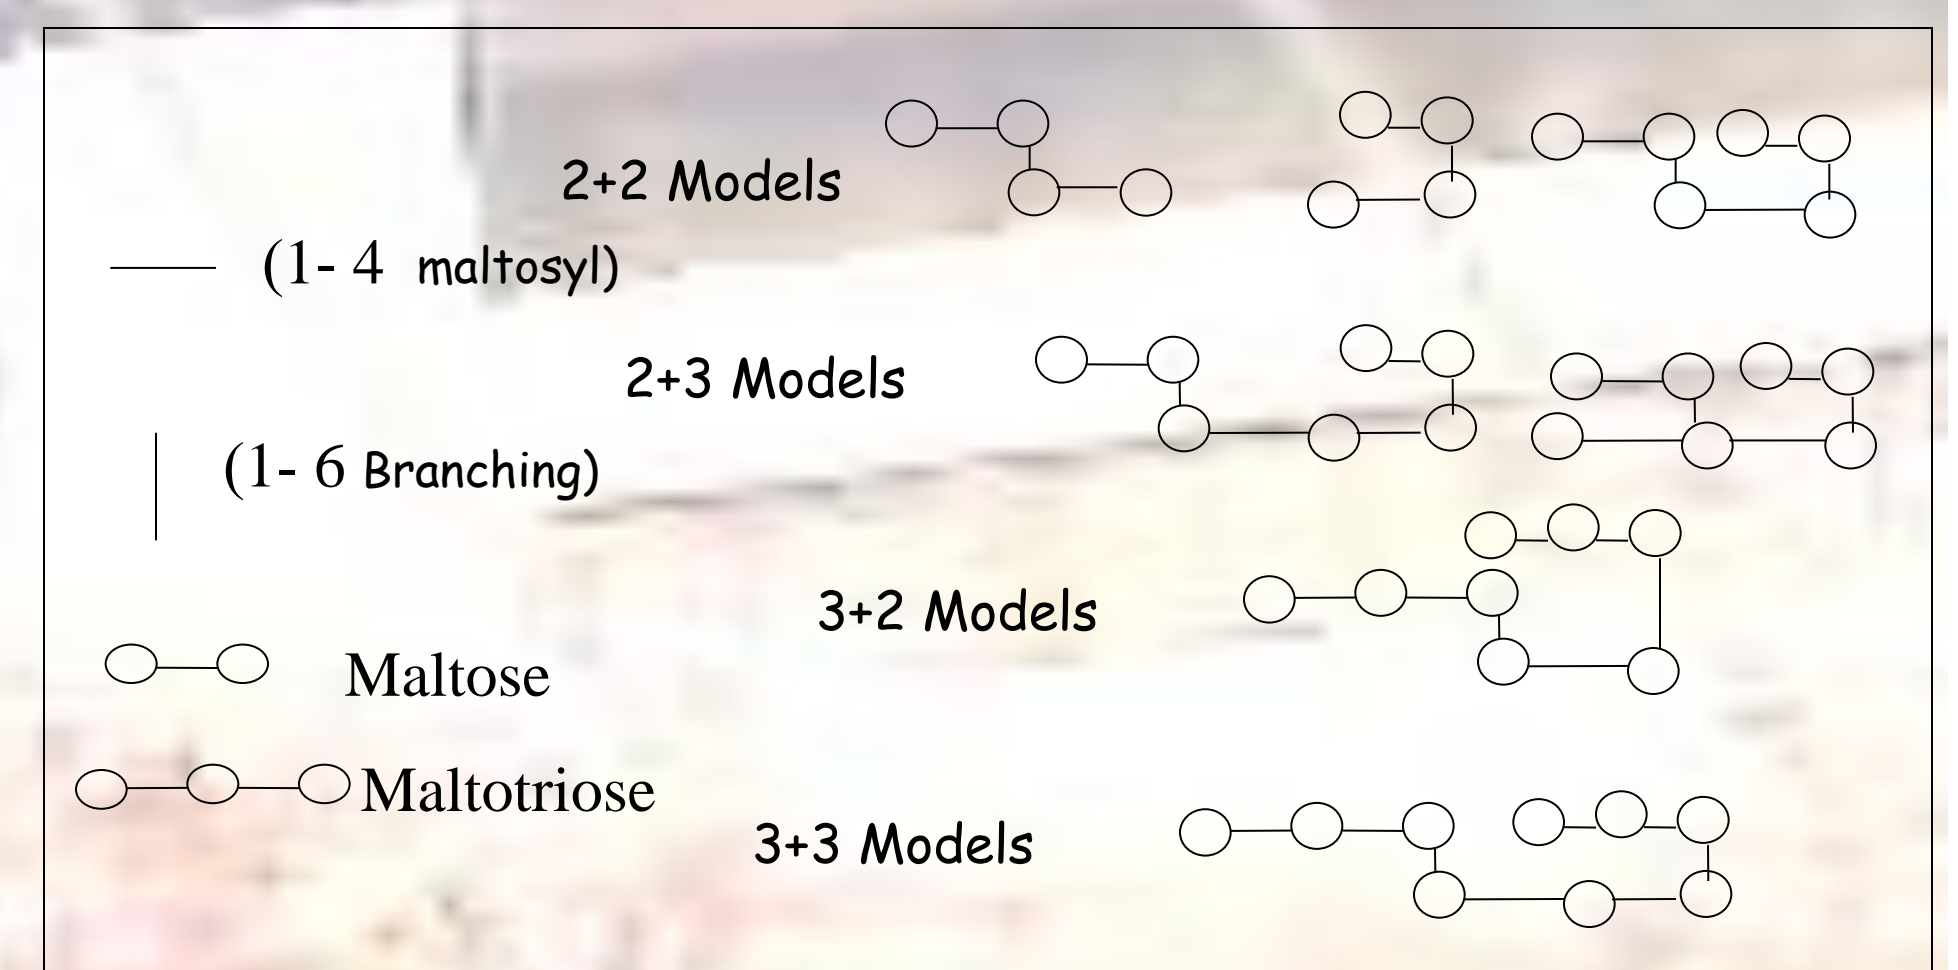 2+2 Models
(1- 4 maltosyl)
2+3 Models
(1- 6 Branching)
3+2 Models
Maltose
Maltotriose
3+3 Models